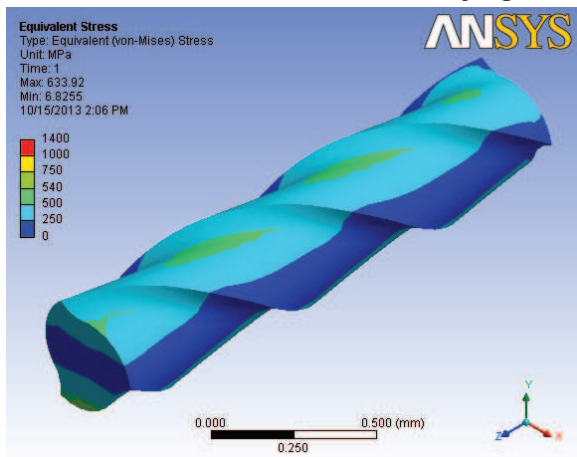 Equivalent Stress
Type: Equivalent (von-Mises) Stress
Unit: MPa
Time: 1
Max: 633.92
Min: 6.8255
10/15/2013 2:06 PM
ANSYS
1400
1000
750
540
500
250
0
0.000
0.500 (mm)
0.250
Y
Z
X